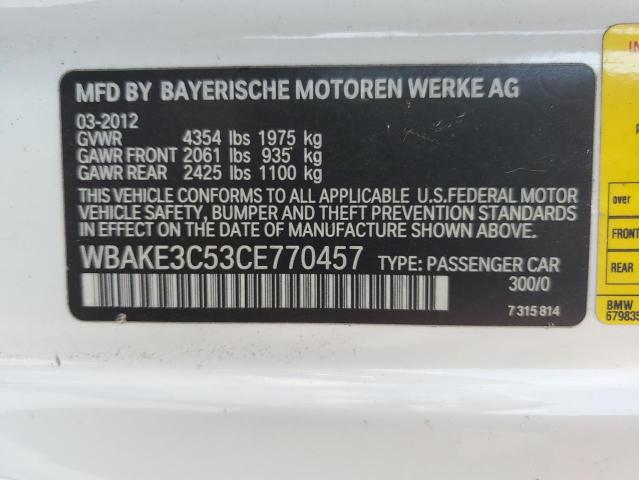 MFD BY BAYERISCHE MOTOREN WERKE AG
03-2012
GVWR 4354 lbs 1975 kg
GAWR FRONT 2061 lbs 935 kg
GAWR REAR 2425 lbs 1100 kg
THIS VEHICLE CONFORMS TO ALL APPLICABLE U.S.FEDERAL MOTOR
VEHICLE SAFETY, BUMPER AND THEFT PREVENTION STANDARDS
IN EFFECT ON THE DATE OF MANUFACTURE SHOWN ABOVE.
WBAKE3C53CE770457 TYPE: PASSENGER CAR
300/0
7 315 814
over
FRONT
REAR
BMW